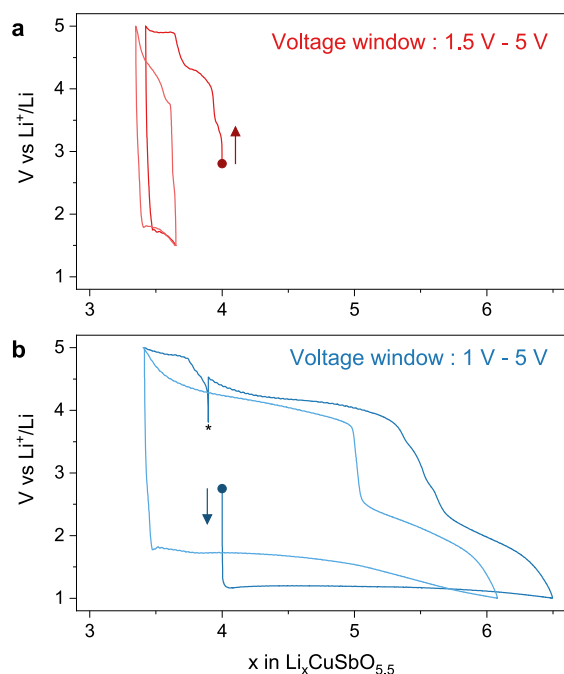 a
Voltage window : 1.5 V - 5 V
V vs Li⁺/Li
5
4
3
2
1
3 4 5 6
b
Voltage window : 1 V - 5 V
V vs Li⁺/Li
5
4
3
2
1
*
3 4 5 6
x in LiₓCuSbO₅.₅